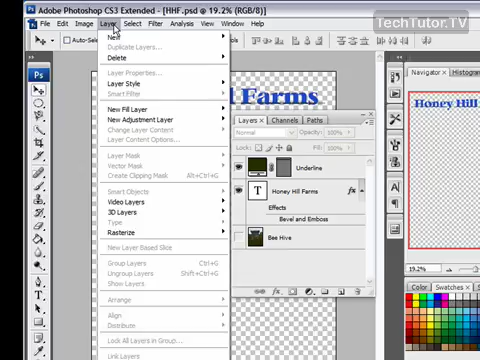 TechTutor.TV
Adobe Photoshop CS3 Extended - [HHF.psd @ 19.2% (RGB/8)]
File Edit Image Layer Select Filter Analysis View Window Help
Auto-Select
New
Duplicate Layers...
Delete
Layer Properties...
Layer Style
Smart Filter
New Fill Layer
New Adjustment Layer
Change Layer Content
Layer Content Options...
Layer Mask
Vector Mask
Create Clipping Mask Alt+Ctrl+G
Smart Objects
Video Layers
3D Layers
Type
Rasterize
New Layer Based Slice
Group Layers Ctrl+G
Ungroup Layers Shift+Ctrl+G
Show Layers
Arrange
Align
Distribute
Lock All Layers in Group...
Link Layers
Ps
Farms
Layers Channels Paths
Normal Opacity: 100%
Lock: Fill: 100%
Underline
T Honey Hill Farms fx
Effects
Bevel and Emboss
Bee Hive
Navigator Histogram
Honey Hill
19.2%
Color Swatches